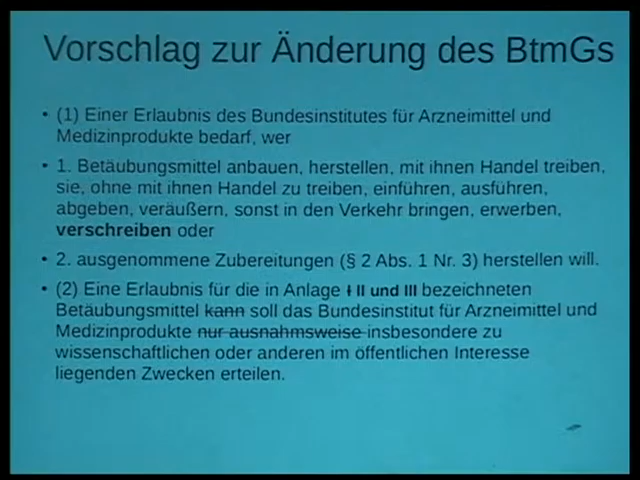 Vorschlag zur Änderung des BtmGs
• (1) Einer Erlaubnis des Bundesinstitutes für Arzneimittel und
Medizinprodukte bedarf, wer
• 1. Betäubungsmittel anbauen, herstellen, mit ihnen Handel treiben,
sie, ohne mit ihnen Handel zu treiben, einführen, ausführen,
abgeben, veräußern, sonst in den Verkehr bringen, erwerben,
verschreiben oder
• 2. ausgenommene Zubereitungen (§ 2 Abs. 1 Nr. 3) herstellen will.
• (2) Eine Erlaubnis für die in Anlage I II und III bezeichneten
Betäubungsmittel kann soll das Bundesinstitut für Arzneimittel und
Medizinprodukte nur ausnahmsweise insbesondere zu
wissenschaftlichen oder anderen im öffentlichen Interesse
liegenden Zwecken erteilen.